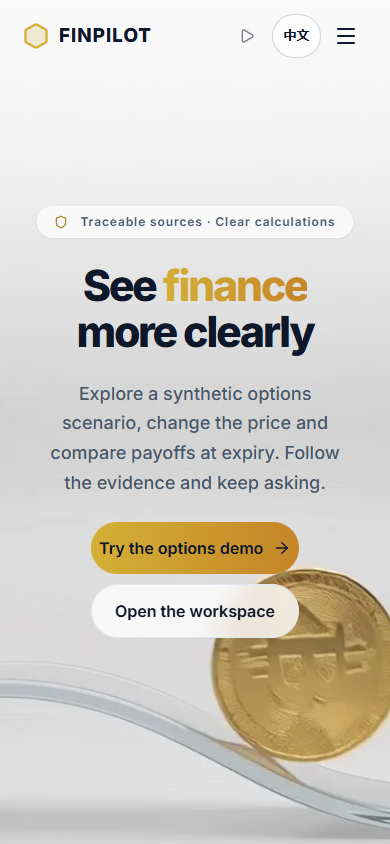 FINPILOT
中文
Traceable sources · Clear calculations
See finance
more clearly
Explore a synthetic options
scenario, change the price and
compare payoffs at expiry. Follow
the evidence and keep asking.
Try the options demo
Open the workspace